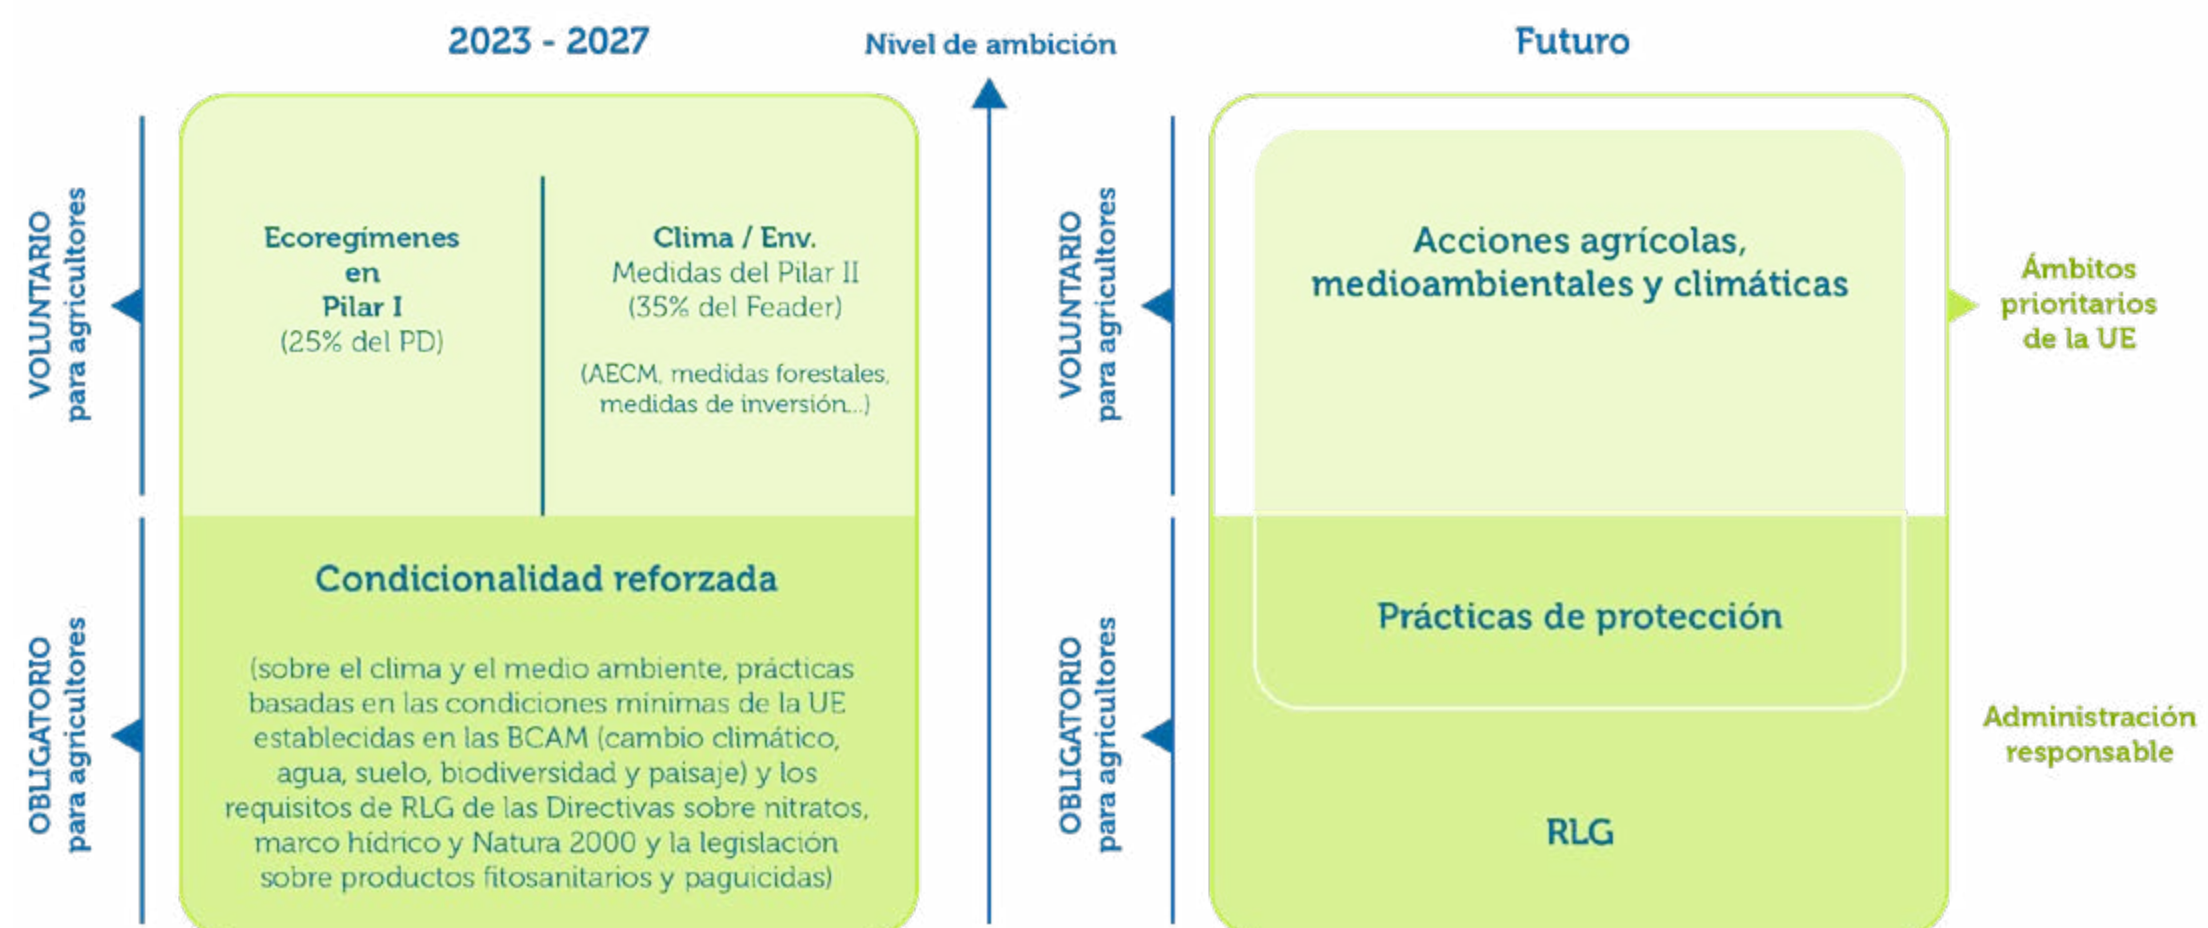 2023 - 2027
Nivel de ambición
Futuro
VOLUNTARIO
para agricultores
Ecoregímenes
en
Pilar I
(25% del PD)
Clima / Env.
Medidas del Pilar II
(35% del Feader)
(AECM, medidas forestales,
medidas de inversión...)
OBLIGATORIO
para agricultores
Condicionalidad reforzada
(sobre el clima y el medio ambiente, prácticas
basadas en las condiciones mínimas de la UE
establecidas en las BCAM (cambio climático,
agua, suelo, biodiversidad y paisaje) y los
requisitos de RLG de las Directivas sobre nitratos,
marco hídrico y Natura 2000 y la legislación
sobre productos fitosanitarios y paguicidas)
VOLUNTARIO
para agricultores
Acciones agrícolas,
medioambientales y climáticas
Ámbitos
prioritarios
de la UE
OBLIGATORIO
para agricultores
Prácticas de protección
RLG
Administración
responsable